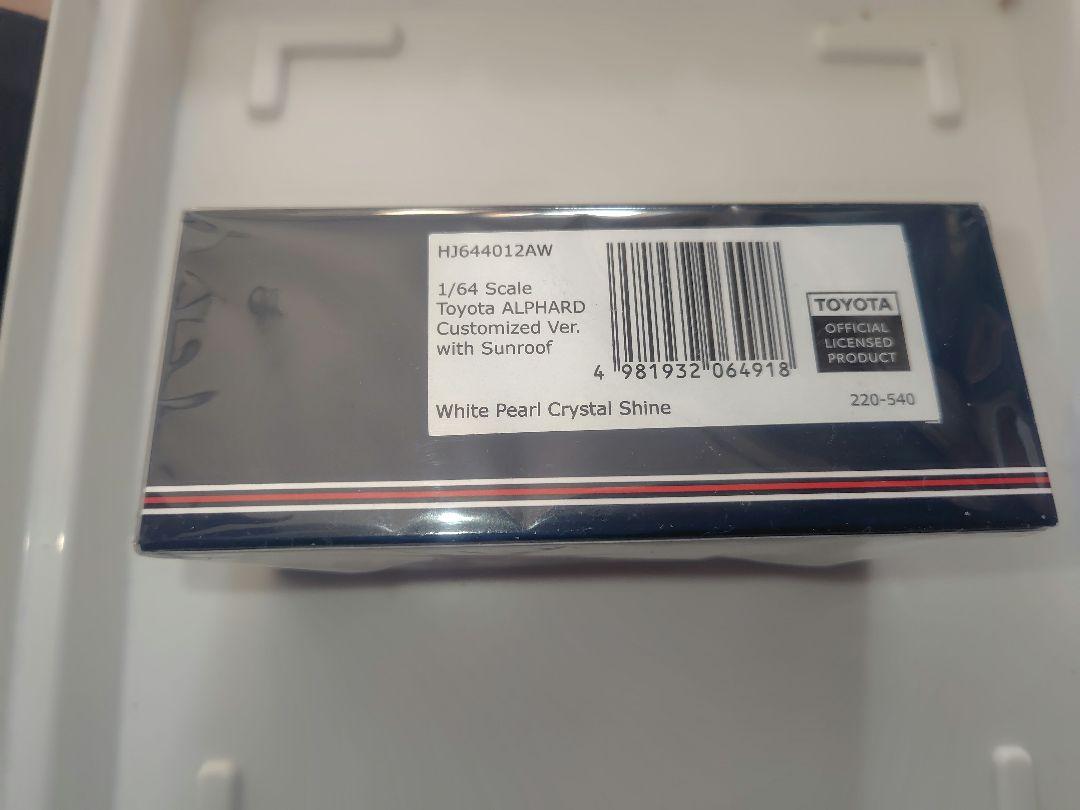 HJ644012AW
1/64 Scale
Toyota ALPHARD
Customized Ver.
with Sunroof
White Pearl Crystal Shine
4 981932 064918
TOYOTA
OFFICIAL
LICENSED
PRODUCT
220-540